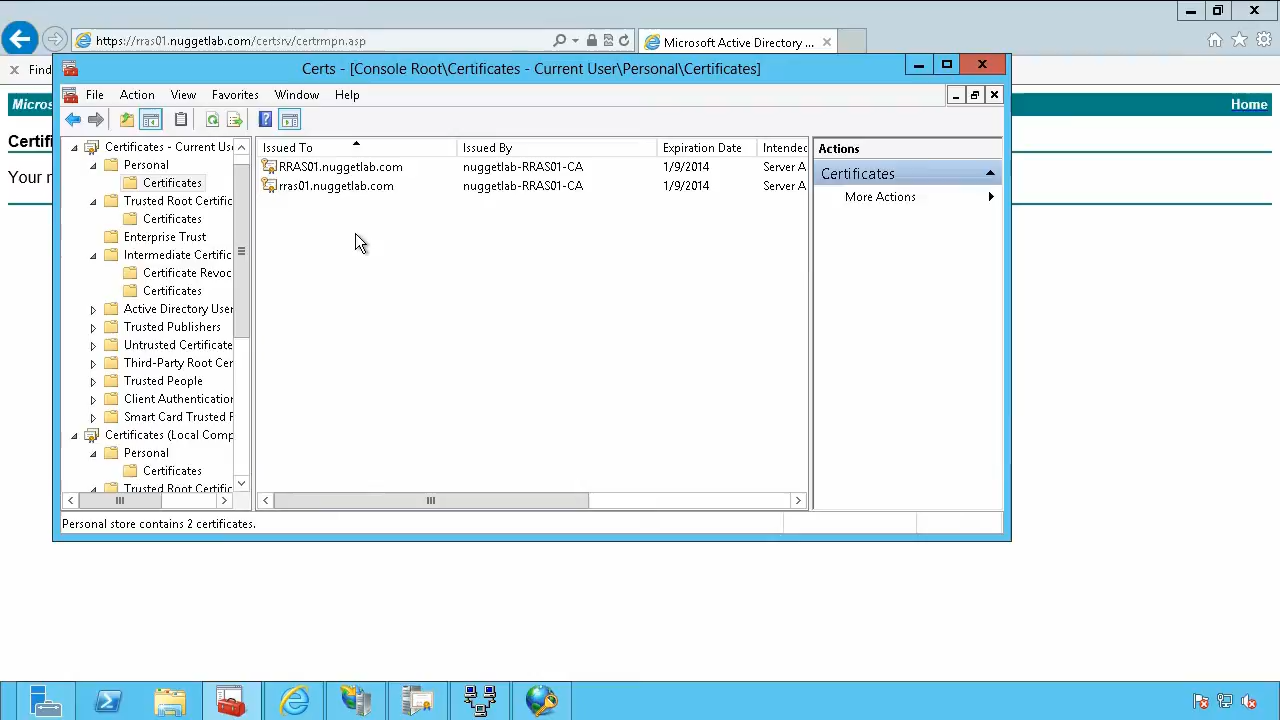 https://rras01.nuggetlab.com/certsrv/certrmpn.asp
Microsoft Active Directory ...
Find
Certs - [Console Root\Certificates - Current User\Personal\Certificates]
File Action View Favorites Window Help
Micros
Home
Certifi
Your r
Certificates - Current Use
Personal
Certificates
Trusted Root Certific
Certificates
Enterprise Trust
Intermediate Certific
Certificate Revoc
Certificates
Active Directory User
Trusted Publishers
Untrusted Certificate
Third-Party Root Cer
Trusted People
Client Authentication
Smart Card Trusted R
Certificates (Local Comp
Personal
Certificates
Trusted Root Certific
Issued To Issued By Expiration Date Intended
RRAS01.nuggetlab.com nuggetlab-RRAS01-CA 1/9/2014 Server A
rras01.nuggetlab.com nuggetlab-RRAS01-CA 1/9/2014 Server A
Actions
Certificates
More Actions
Personal store contains 2 certificates.